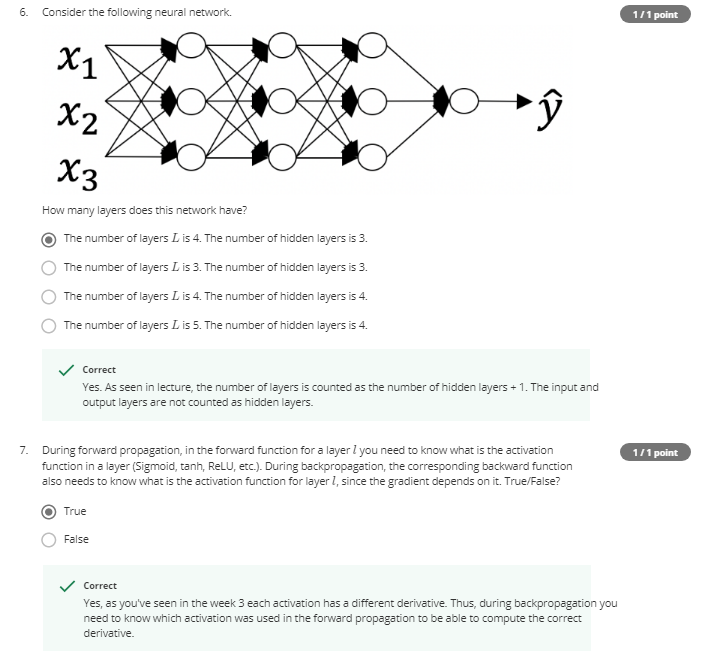 6. Consider the following neural network.
1 / 1 point
x₁
x₂
x₃
ŷ
How many layers does this network have?
The number of layers L is 4. The number of hidden layers is 3.
The number of layers L is 3. The number of hidden layers is 3.
The number of layers L is 4. The number of hidden layers is 4.
The number of layers L is 5. The number of hidden layers is 4.
Correct
Yes. As seen in lecture, the number of layers is counted as the number of hidden layers + 1. The input and
output layers are not counted as hidden layers.
7. During forward propagation, in the forward function for a layer l you need to know what is the activation
1 / 1 point
function in a layer (Sigmoid, tanh, ReLU, etc.). During backpropagation, the corresponding backward function
also needs to know what is the activation function for layer l, since the gradient depends on it. True/False?
True
False
Correct
Yes, as you've seen in the week 3 each activation has a different derivative. Thus, during backpropagation you
need to know which activation was used in the forward propagation to be able to compute the correct
derivative.